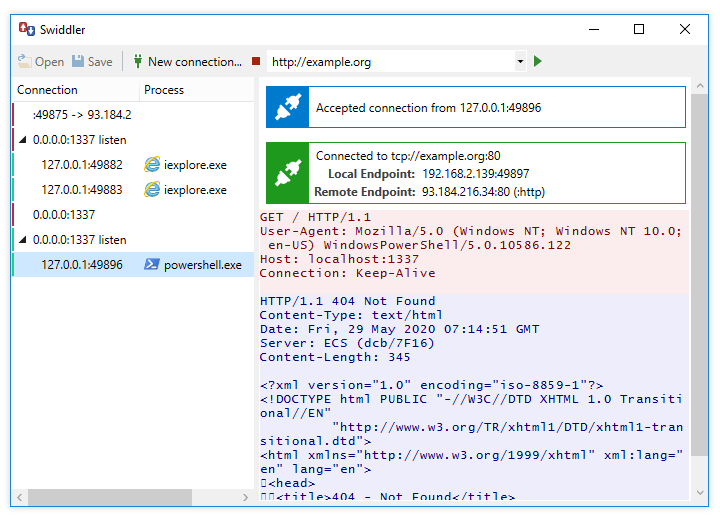 Swiddler
Open Save New connection... http://example.org
Connection Process
:49875 -> 93.184.2
0.0.0.0:1337 listen
127.0.0.1:49882 iexplore.exe
127.0.0.1:49883 iexplore.exe
0.0.0.0:1337
0.0.0.0:1337 listen
127.0.0.1:49896 powershell.exe
Accepted connection from 127.0.0.1:49896
Connected to tcp://example.org:80
Local Endpoint: 192.168.2.139:49897
Remote Endpoint: 93.184.216.34:80 (:http)
GET / HTTP/1.1
User-Agent: Mozilla/5.0 (Windows NT; Windows NT 10.0;
en-US) WindowsPowerShell/5.0.10586.122
Host: localhost:1337
Connection: Keep-Alive
HTTP/1.1 404 Not Found
Content-Type: text/html
Date: Fri, 29 May 2020 07:14:51 GMT
Server: ECS (dcb/7F16)
Content-Length: 345
<?xml version="1.0" encoding="iso-8859-1"?>
<!DOCTYPE html PUBLIC "-//W3C//DTD XHTML 1.0 Transiti
onal//EN"
"http://www.w3.org/TR/xhtml1/DTD/xhtml1-tran
sitional.dtd">
<html xmlns="http://www.w3.org/1999/xhtml" xml:lang="
en" lang="en">
<head>
<title>404 - Not Found</title>